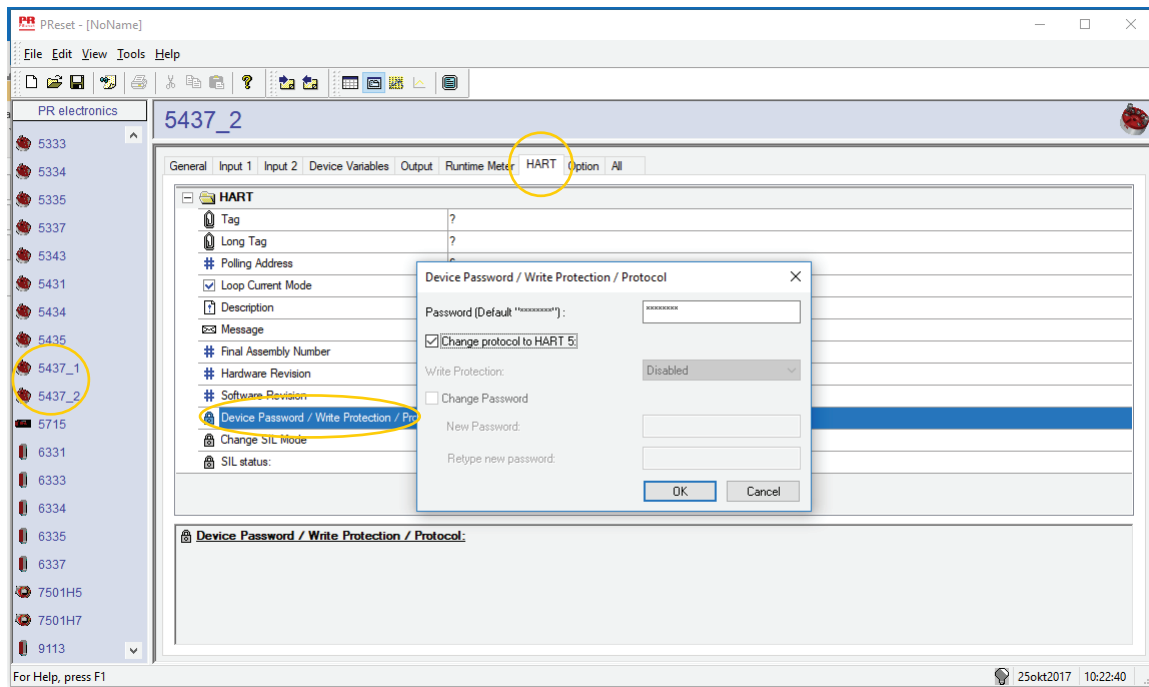 PR PReset - [NoName]
File Edit View Tools Help
PR electronics
5333
5334
5335
5337
5343
5431
5434
5435
5437_1
5437_2
5715
6331
6333
6334
6335
6337
7501H5
7501H7
9113
5437_2
General Input 1 Input 2 Device Variables Output Runtime Meter HART Option All
HART
Tag ?
Long Tag ?
# Polling Address
Loop Current Mode
Description
Message
# Final Assembly Number
# Hardware Revision
# Software Revision
Device Password / Write Protection /
Change SIL Mode
SIL status:
Device Password / Write Protection / Protocol
Password (Default "********") : ********
Change protocol to HART 5:
Write Protection: Disabled
Change Password
New Password:
Retype new password:
OK Cancel
Device Password / Write Protection / Protocol:
For Help, press F1 25okt2017 10:22:40